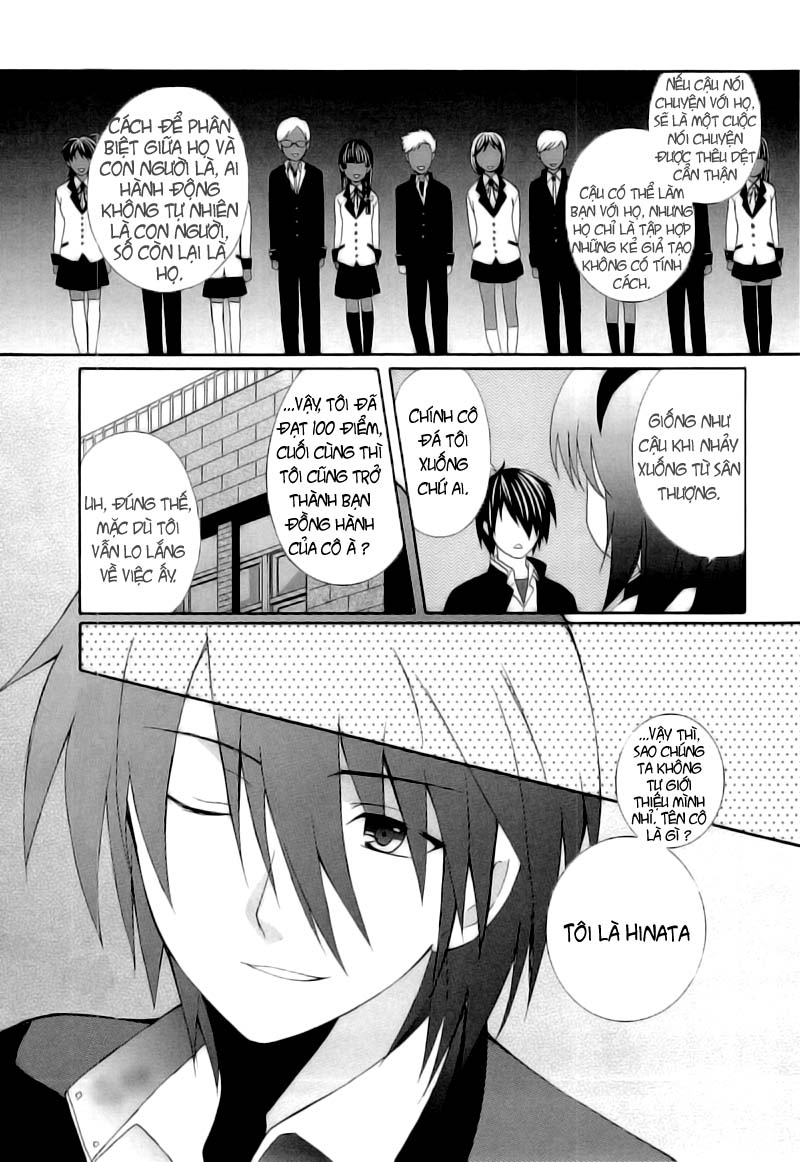 NẾU CẬU NÓI
CHUYỆN VỚI HỌ,
SẼ LÀ MỘT CUỘC
NÓI CHUYỆN
ĐƯỢC THÊU DỆT
CẨN THẬN
CẬU CÓ THỂ LÀM
BẠN VỚI HỌ, NHƯNG
HỌ CHỈ LÀ TẬP HỢP
NHỮNG KẺ GIẢ TẠO
KHÔNG CÓ TÍNH
CÁCH.
CÁCH ĐỂ PHÂN
BIỆT GIỮA HỌ VÀ
CON NGƯỜI LÀ, AI
HÀNH ĐỘNG
KHÔNG TỰ NHIÊN
LÀ CON NGƯỜI,
SỐ CÒN LẠI LÀ
HỌ.
GIỐNG NHƯ
CẬU KHI NHẢY
XUỐNG TỪ SÂN
THƯỢNG.
CHÍNH CÔ
ĐÁ TÔI
XUỐNG
CHỨ AI.
...VẬY, TÔI ĐÃ
ĐẠT 100 ĐIỂM,
CUỐI CÙNG THÌ
TÔI CŨNG TRỞ
THÀNH BẠN
ĐỒNG HÀNH
CỦA CÔ À ?
UH, ĐÚNG THẾ,
MẶC DÙ TÔI
VẪN LO LẮNG
VỀ VIỆC ẤY.
...VẬY THÌ,
SAO CHÚNG
TA KHÔNG
TỰ GIỚI
THIỆU MÌNH
NHỈ. TÊN CÔ
LÀ GÌ ?
TÔI LÀ HINATA